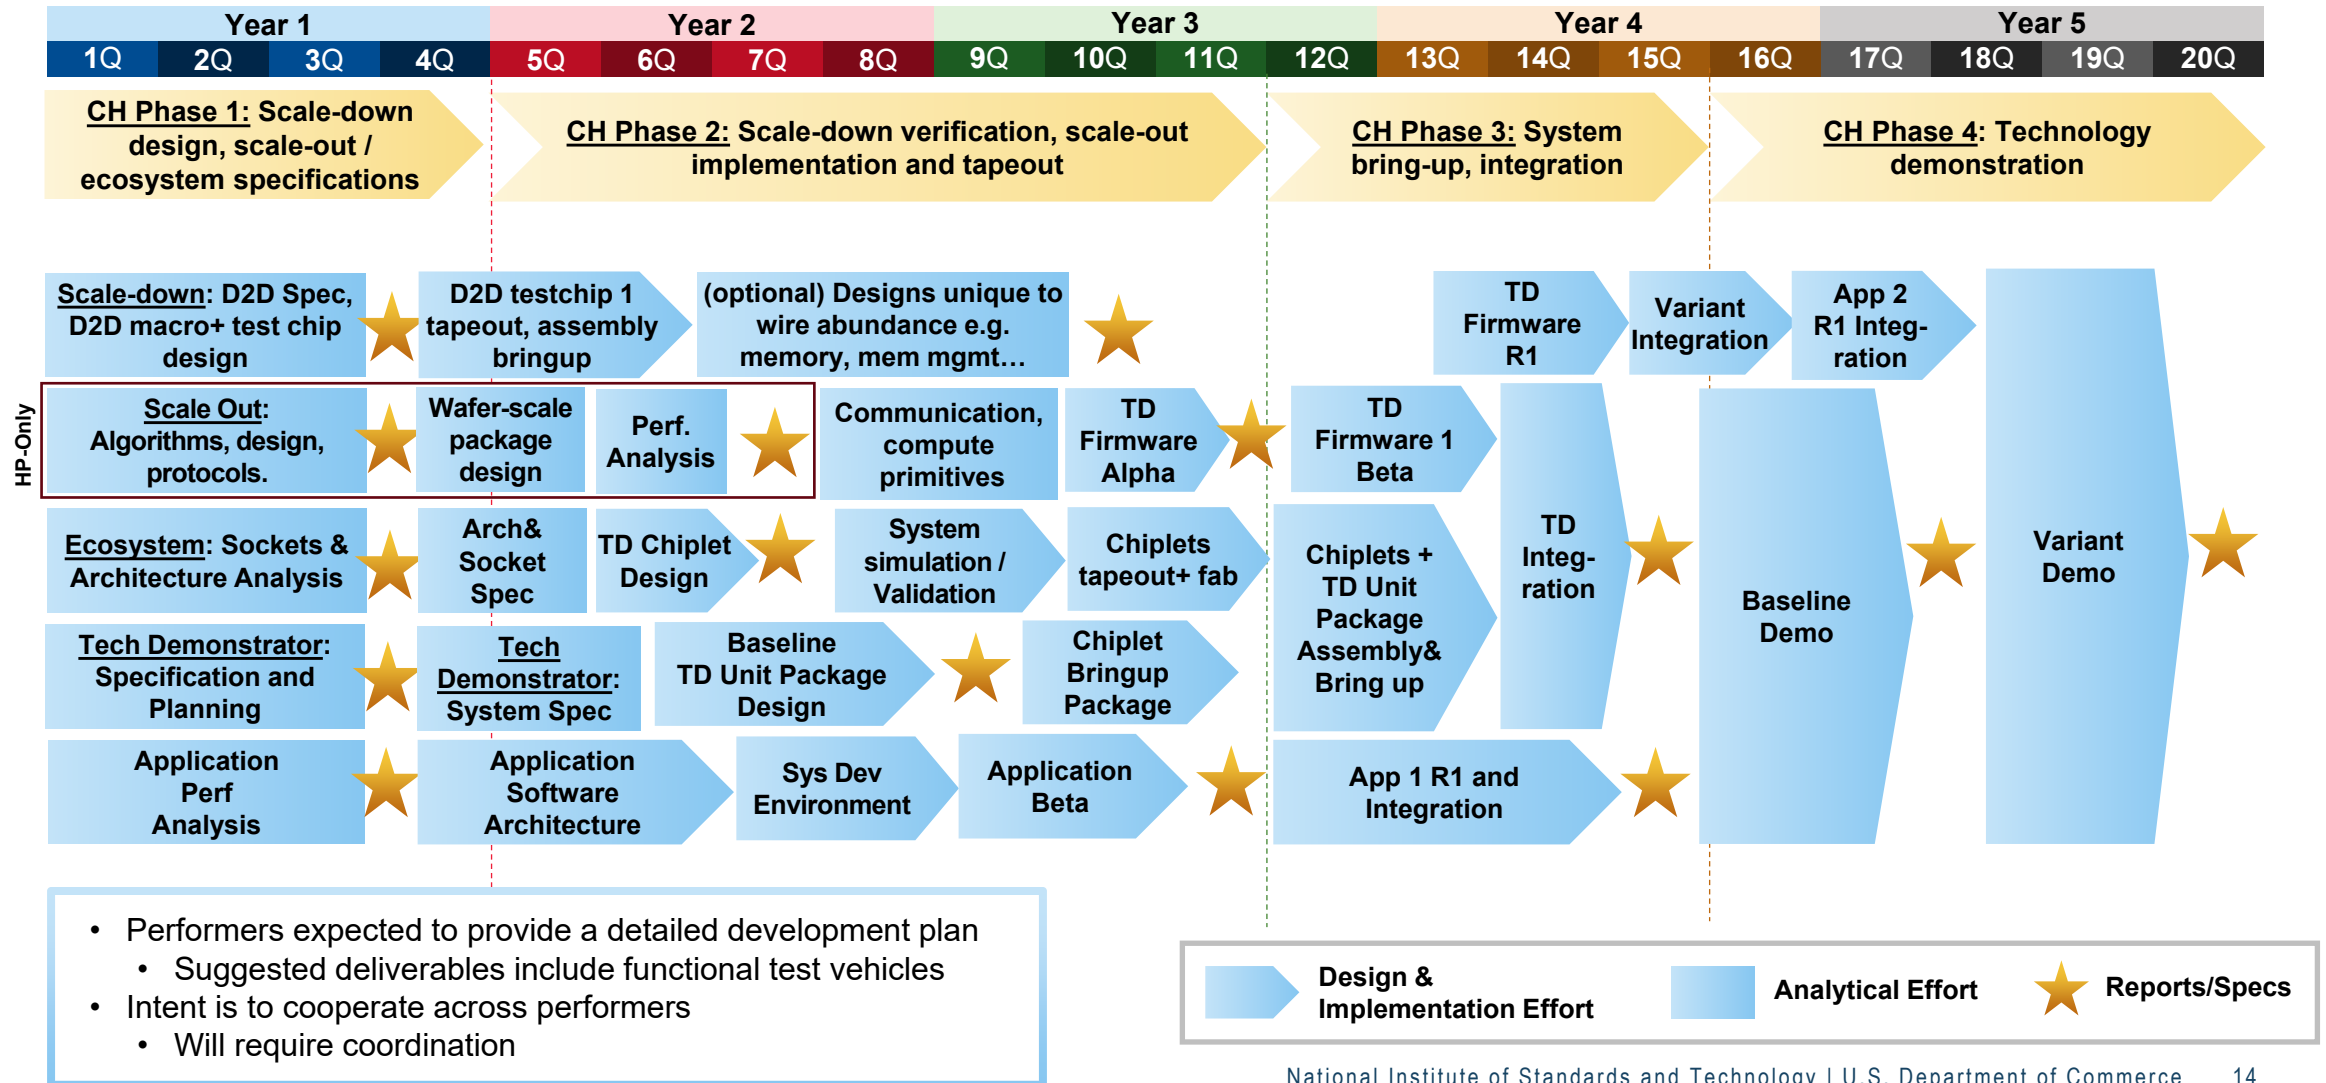 Year 1
Year 2
Year 3
Year 4
Year 5
1Q
2Q
3Q
4Q
5Q
6Q
7Q
8Q
9Q
10Q
11Q
12Q
13Q
14Q
15Q
16Q
17Q
18Q
19Q
20Q
CH Phase 1: Scale-down
design, scale-out /
ecosystem specifications
CH Phase 2: Scale-down verification, scale-out
implementation and tapeout
CH Phase 3: System
bring-up, integration
CH Phase 4: Technology
demonstration
Scale-down: D2D Spec,
D2D macro+ test chip
design
D2D testchip 1
tapeout, assembly
bringup
(optional) Designs unique to
wire abundance e.g.
memory, mem mgmt…
TD
Firmware
R1
Variant
Integration
App 2
R1 Integ-
ration
HP-Only
Scale Out:
Algorithms, design,
protocols.
Wafer-scale
package
design
Perf.
Analysis
Communication,
compute
primitives
TD
Firmware
Alpha
TD
Firmware 1
Beta
Ecosystem: Sockets &
Architecture Analysis
Arch&
Socket
Spec
TD Chiplet
Design
System
simulation /
Validation
Chiplets
tapeout+ fab
Chiplets +
TD Unit
Package
Assembly&
Bring up
TD
Integ-
ration
Baseline
Demo
Variant
Demo
Tech Demonstrator:
Specification and
Planning
Tech
Demonstrator:
System Spec
Baseline
TD Unit Package
Design
Chiplet
Bringup
Package
Application
Perf
Analysis
Application
Software
Architecture
Sys Dev
Environment
Application
Beta
App 1 R1 and
Integration
• Performers expected to provide a detailed development plan
• Suggested deliverables include functional test vehicles
• Intent is to cooperate across performers
• Will require coordination
Design &
Implementation Effort
Analytical Effort
Reports/Specs
National Institute of Standards and Technology | U.S. Department of Commerce 14